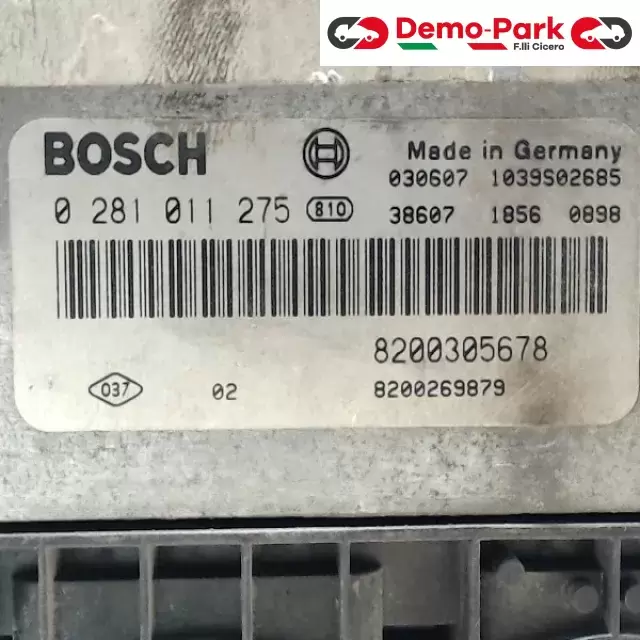 Demo-Park
F.lli Cicero
BOSCH
Made in Germany
030607 1039S02685
0 281 011 275 810
38607 1856 0898
8200305678
037 02 8200269879